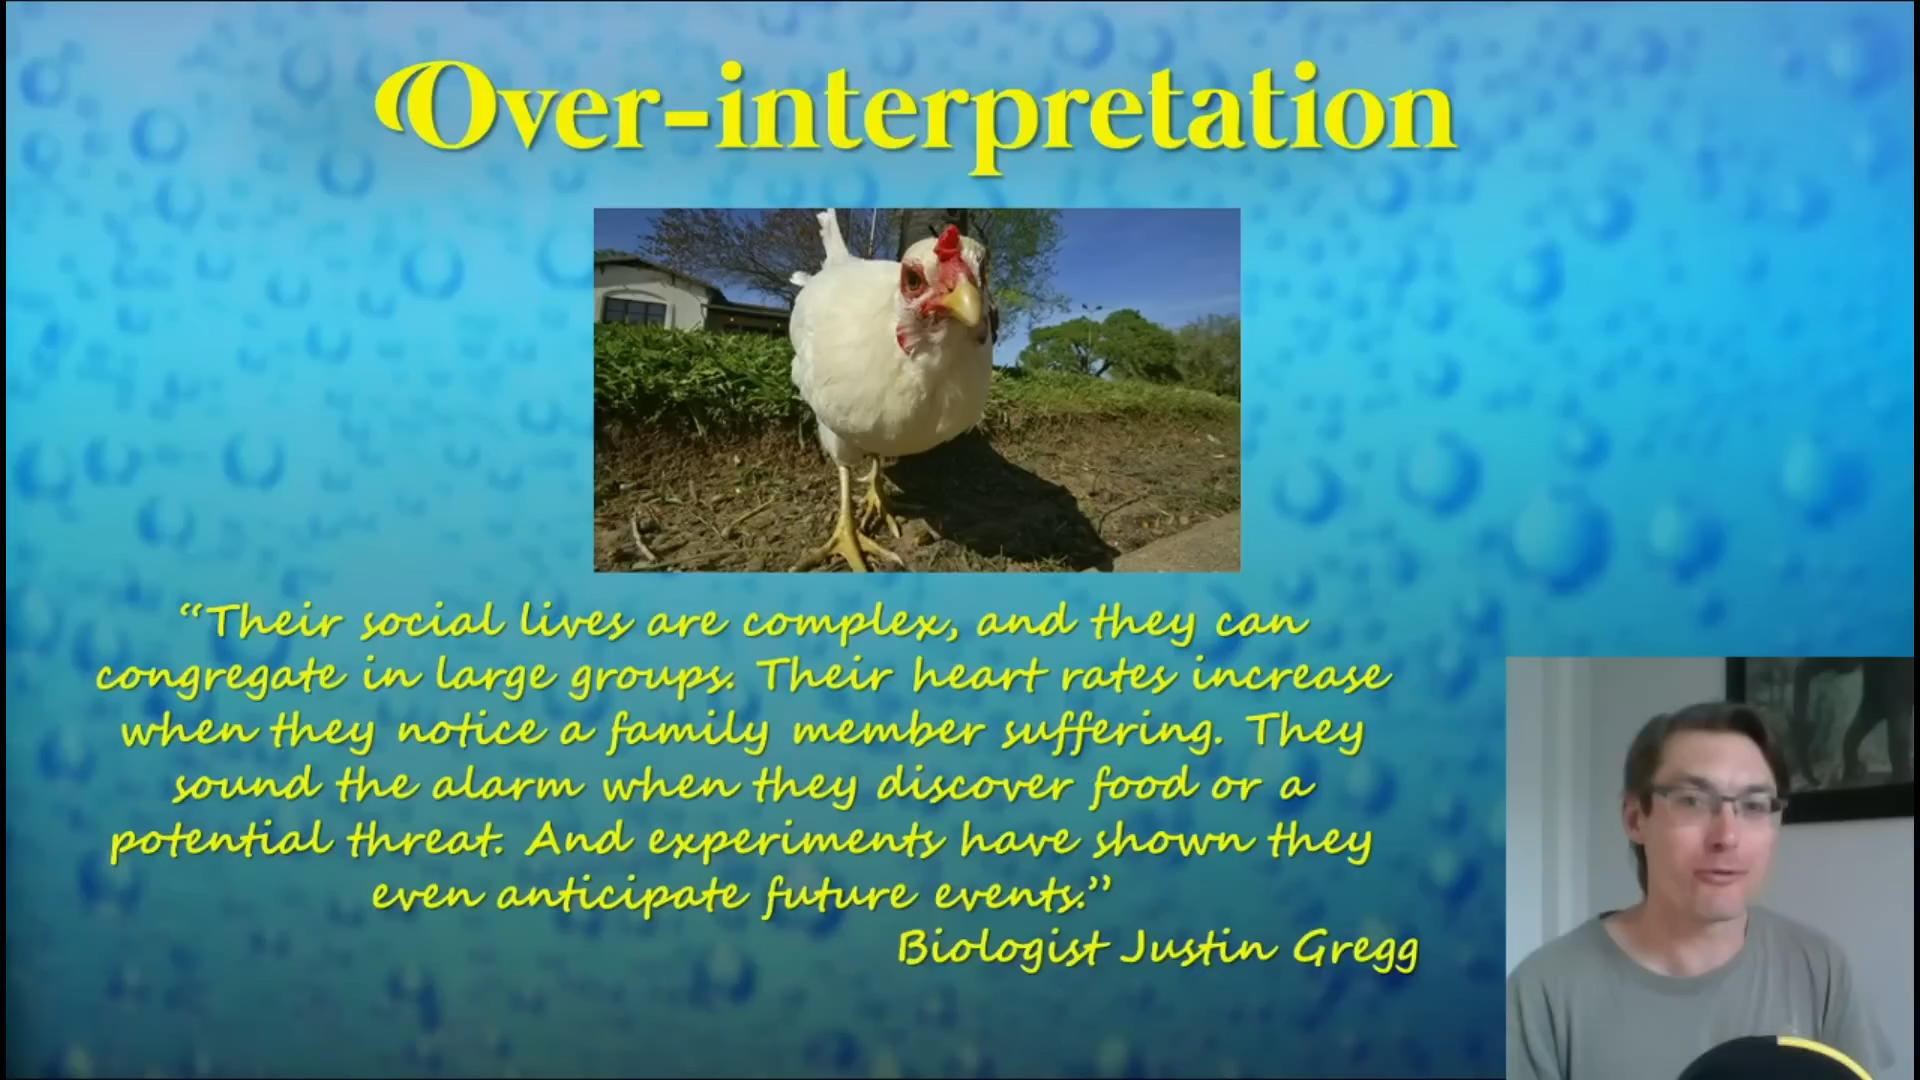 Over-interpretation
“Their social lives are complex, and they can
congregate in large groups. Their heart rates increase
when they notice a family member suffering. They
sound the alarm when they discover food or a
potential threat. And experiments have shown they
even anticipate future events.”
Biologist Justin Gregg